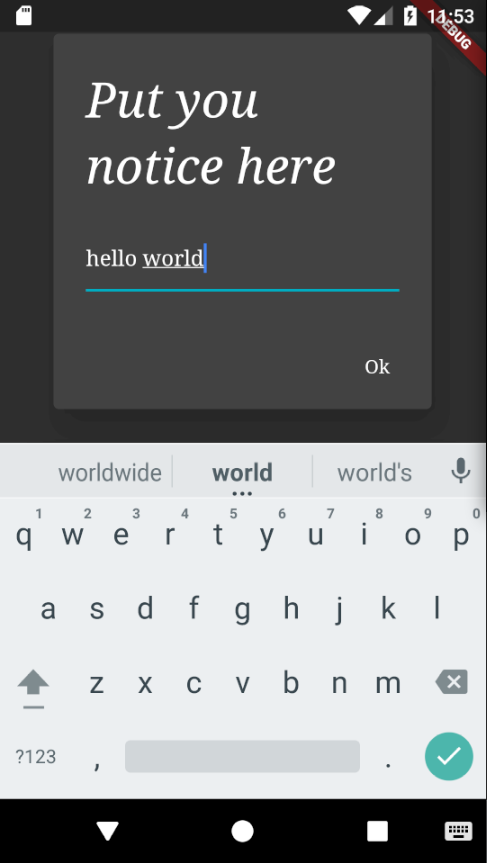 11:53
DEBUG
Put you
notice here
hello world
Ok
worldwide world world's
1 2 3 4 5 6 7 8 9 0
q w e r t y u i o p
a s d f g h j k l
z x c v b n m
?123 , .